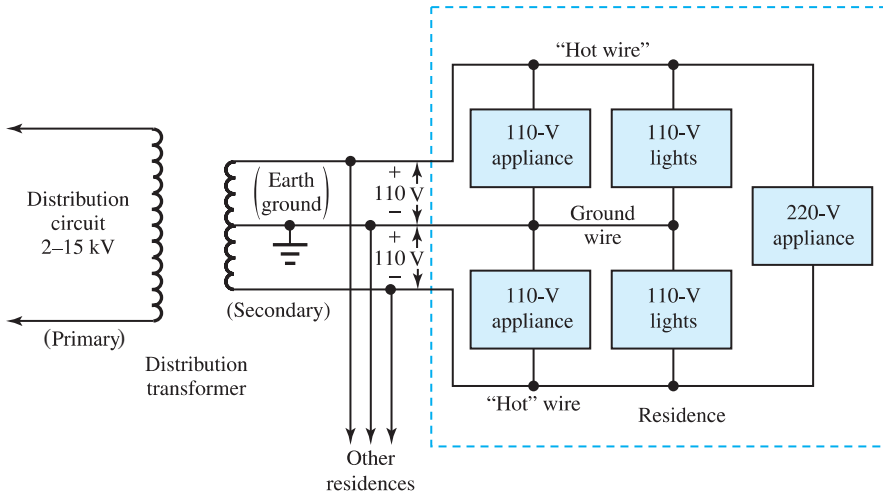 “Hot wire”
110-V
appliance
110-V
lights
Distribution
circuit
2–15 kV
(Primary)
(Earth
ground)
+
110 V
–
+
110 V
–
Ground
wire
220-V
appliance
(Secondary)
110-V
appliance
110-V
lights
Distribution
transformer
“Hot” wire
Residence
Other
residences